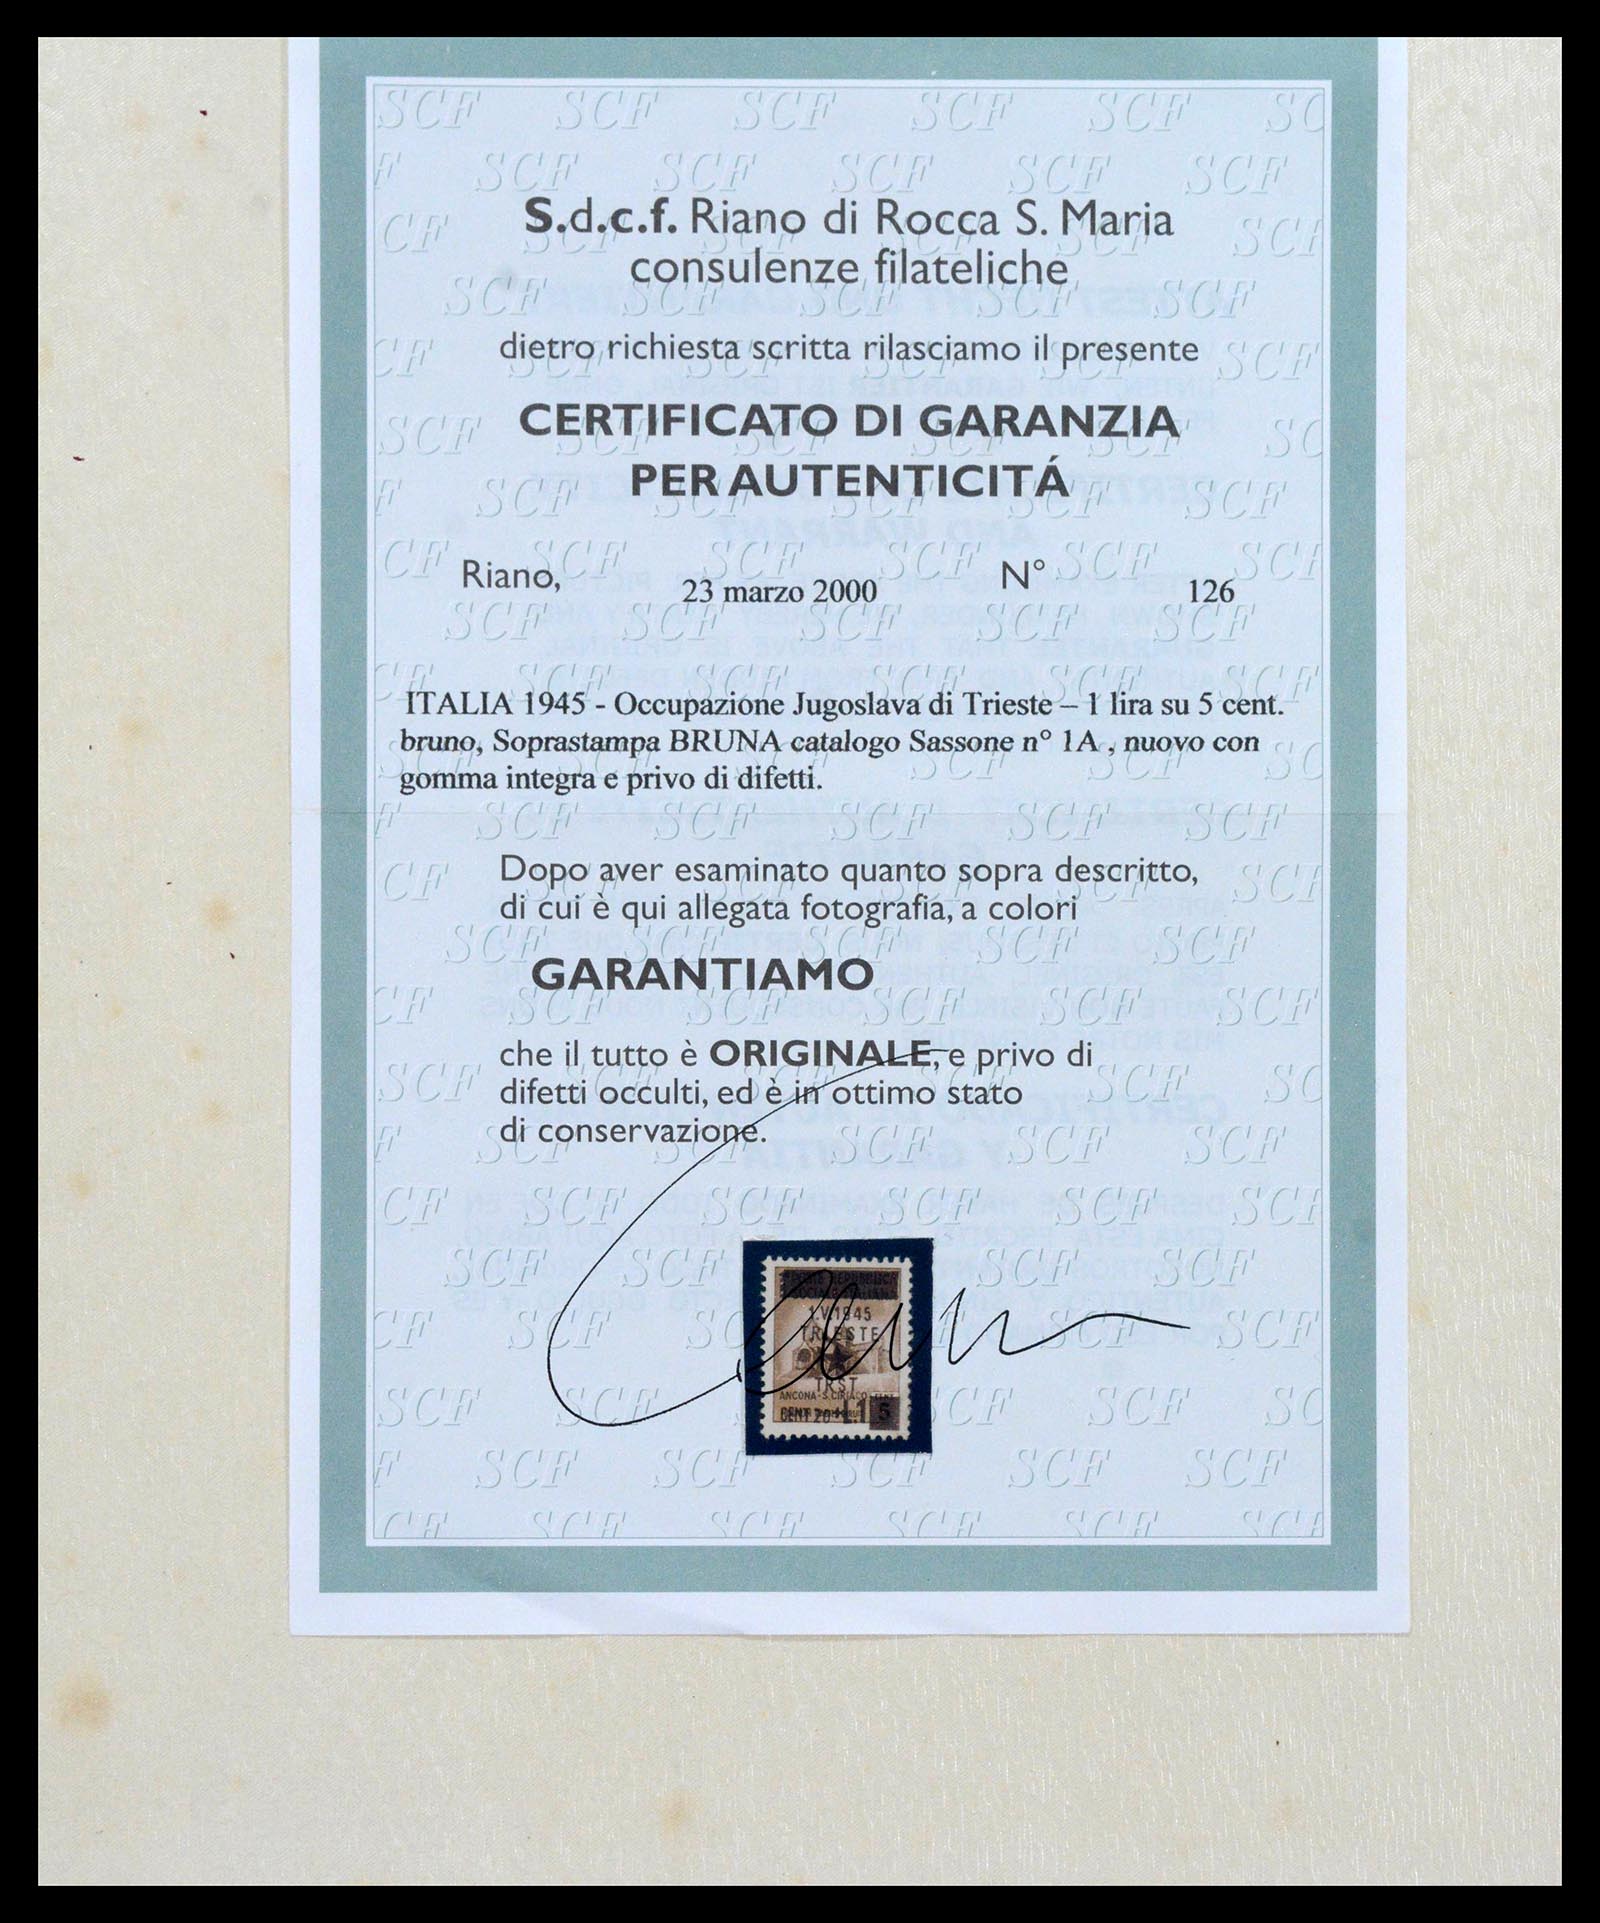 S.d.c.f. Riano di Rocca S. Maria
consulenze filateliche
dietro richiesta scritta rilasciamo il presente
CERTIFICATO DI GARANZIA
PER AUTENTICITÁ
Riano, 23 marzo 2000 N° 126
ITALIA 1945 - Occupazione Jugoslava di Trieste – 1 lira su 5 cent.
bruno, Soprastampa BRUNA catalogo Sassone n° 1A , nuovo con
gomma integra e privo di difetti.
Dopo aver esaminato quanto sopra descritto,
di cui è qui allegata fotografia, a colori
GARANTIAMO
che il tutto è ORIGINALE, e privo di
difetti occulti, ed è in ottimo stato
di conservazione.
1.V.1945
TRIESTE
TRST
ANCONA - S. CIRIACO
L.1 5